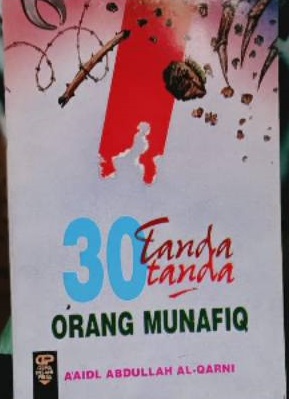 30 Tanda
tanda
ORANG MUNAFIQ
A'AIDL ABDULLAH AL-QARNI